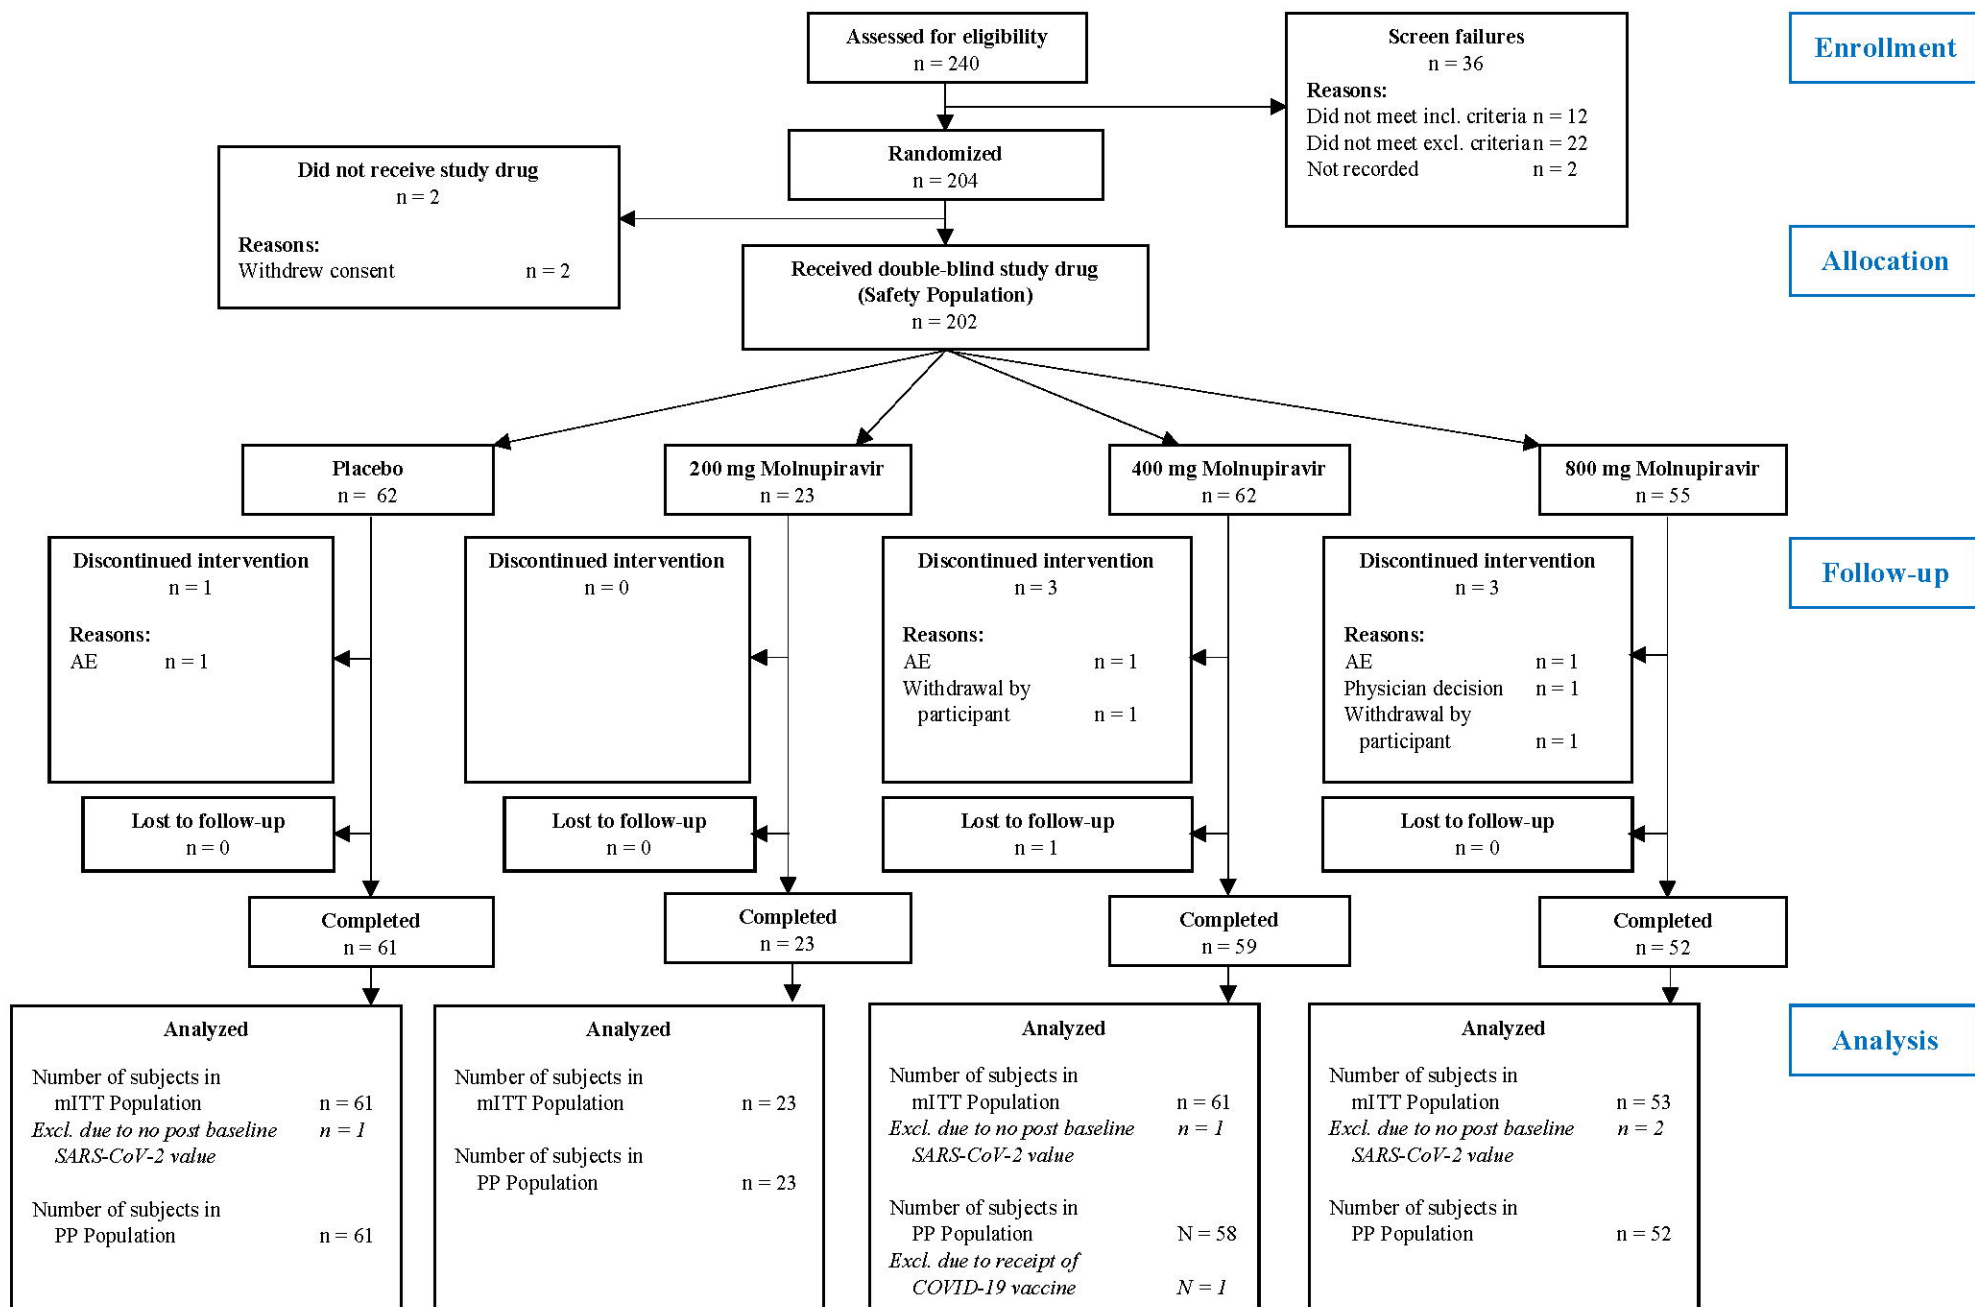 Assessed for eligibility
n = 240
Screen failures
n = 36
Reasons:
Did not meet incl. criteria n = 12
Did not meet excl. criteria n = 22
Not recorded n = 2
Enrollment
Randomized
n = 204
Did not receive study drug
n = 2
Reasons:
Withdrew consent n = 2
Allocation
Received double-blind study drug
(Safety Population)
n = 202
Placebo
n = 62
200 mg Molnupiravir
n = 23
400 mg Molnupiravir
n = 62
800 mg Molnupiravir
n = 55
Follow-up
Discontinued intervention
n = 1
Reasons:
AE n = 1
Discontinued intervention
n = 0
Discontinued intervention
n = 3
Reasons:
AE n = 1
Withdrawal by
participant n = 1
Discontinued intervention
n = 3
Reasons:
AE n = 1
Physician decision n = 1
Withdrawal by
participant n = 1
Lost to follow-up
n = 0
Lost to follow-up
n = 0
Lost to follow-up
n = 1
Lost to follow-up
n = 0
Completed
n = 61
Completed
n = 23
Completed
n = 59
Completed
n = 52
Analysis
Analyzed
Number of subjects in
mITT Population n = 61
Excl. due to no post baseline n = 1
SARS-CoV-2 value
Number of subjects in
PP Population n = 61
Analyzed
Number of subjects in
mITT Population n = 23
Number of subjects in
PP Population n = 23
Analyzed
Number of subjects in
mITT Population n = 61
Excl. due to no post baseline n = 1
SARS-CoV-2 value
Number of subjects in
PP Population N = 58
Excl. due to receipt of
COVID-19 vaccine N = 1
Analyzed
Number of subjects in
mITT Population n = 53
Excl. due to no post baseline n = 2
SARS-CoV-2 value
Number of subjects in
PP Population n = 52